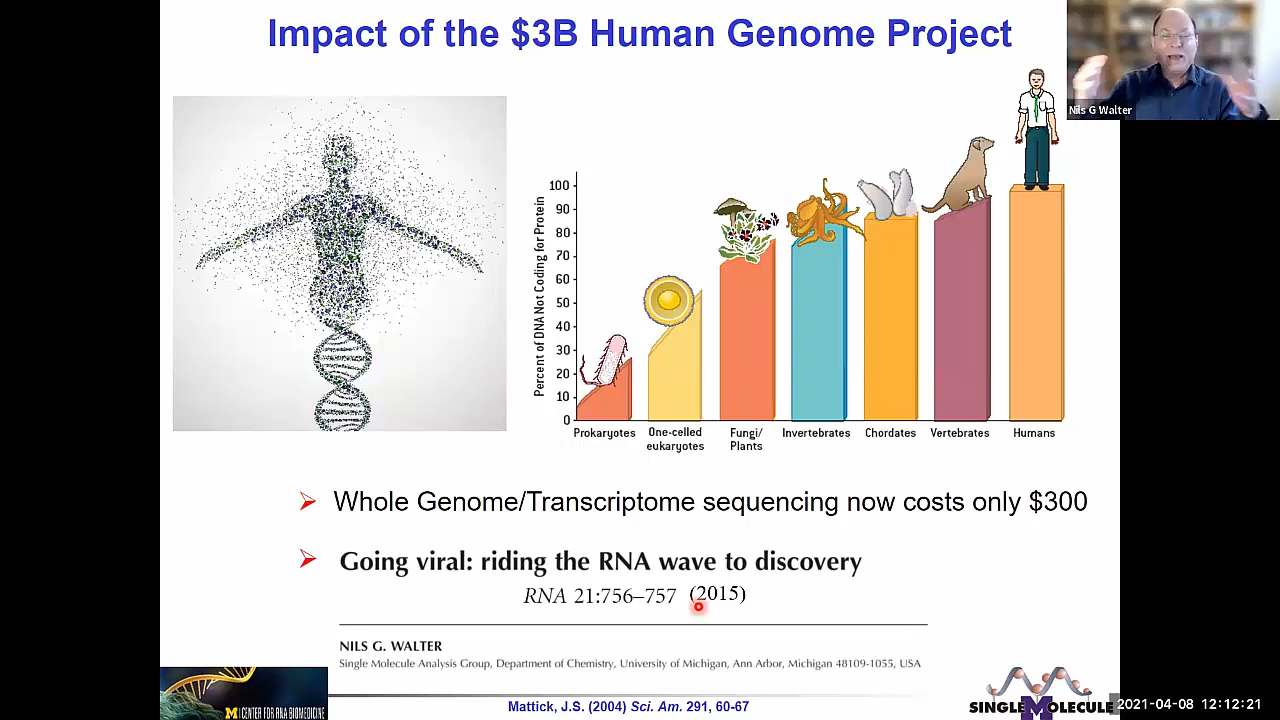 Impact of the $3B Human Genome Project
Nils G Walter
Percent of DNA Not Coding for Protein
100
90
80
70
60
50
40
30
20
10
0
Prokaryotes
One-celled
eukaryotes
Fungi/
Plants
Invertebrates
Chordates
Vertebrates
Humans
Whole Genome/Transcriptome sequencing now costs only $300
Going viral: riding the RNA wave to discovery
RNA 21:756–757 (2015)
NILS G. WALTER
Single Molecule Analysis Group, Department of Chemistry, University of Michigan, Ann Arbor, Michigan 48109-1055, USA
M CENTER FOR RNA BIOMEDICINE
Mattick, J.S. (2004) Sci. Am. 291, 60-67
SINGLE MOLECULE
2021-04-08 12:12:21